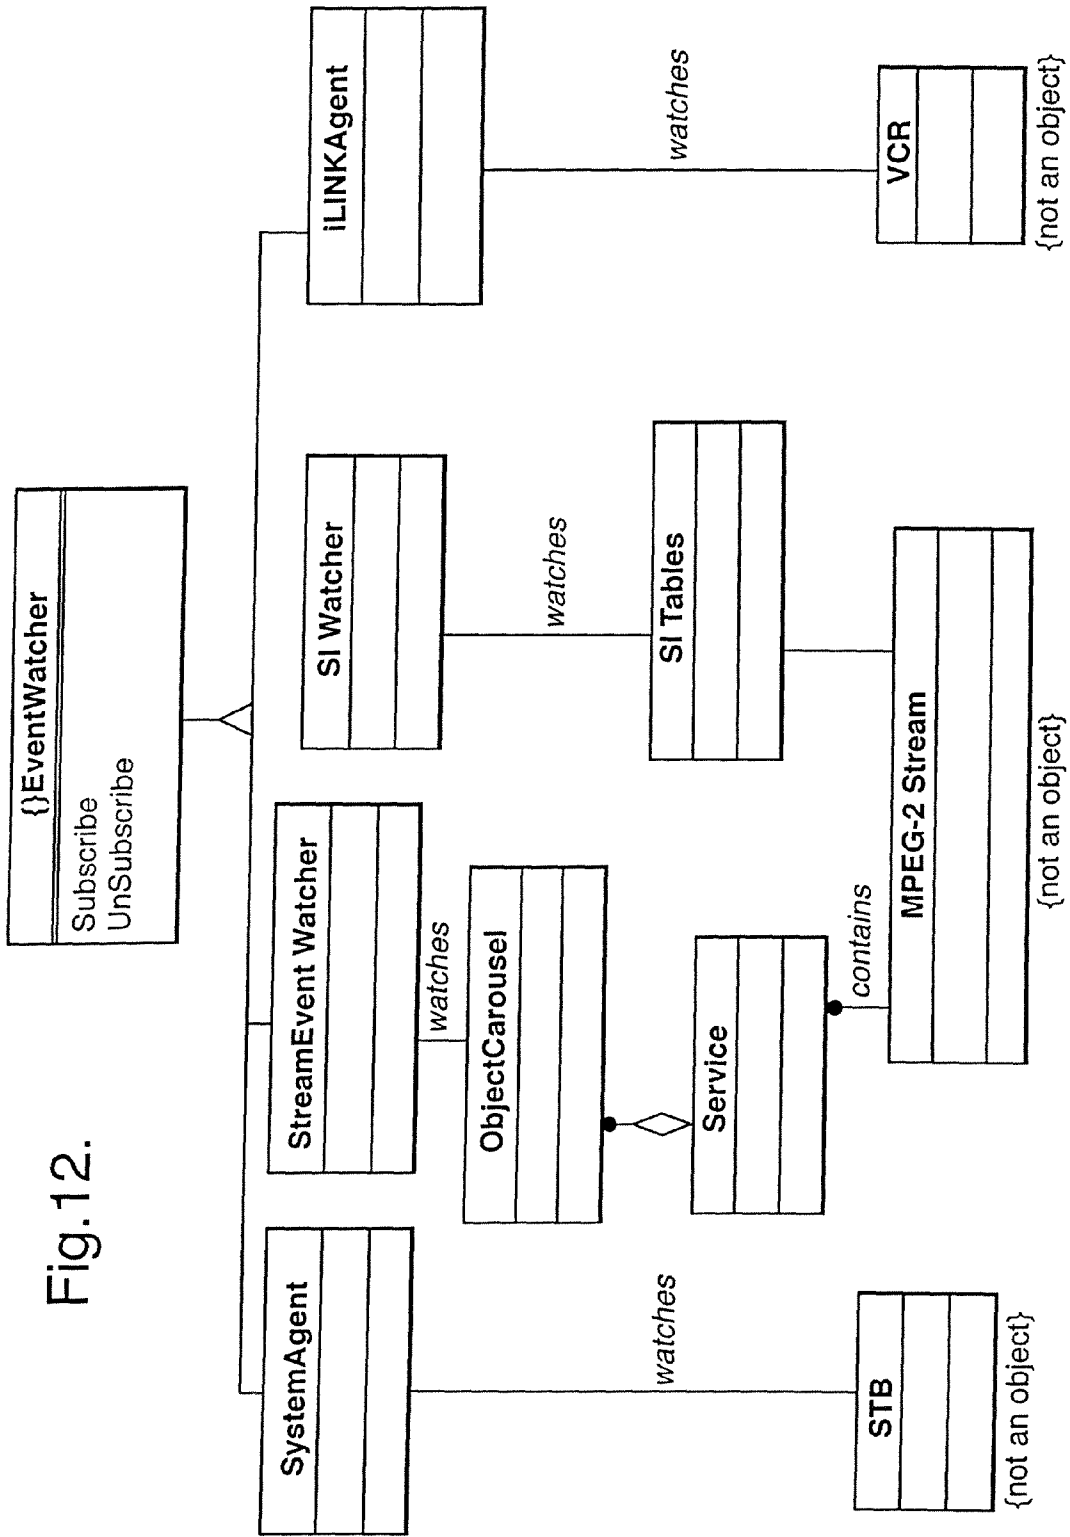 Fig.12.
{}EventWatcher
Subscribe
UnSubscribe
SystemAgent
StreamEvent Watcher
SI Watcher
iLINKAgent
watches
ObjectCarousel
watches
watches
watches
Service
SI Tables
contains
STB
{not an object}
MPEG-2 Stream
{not an object}
VCR
{not an object}